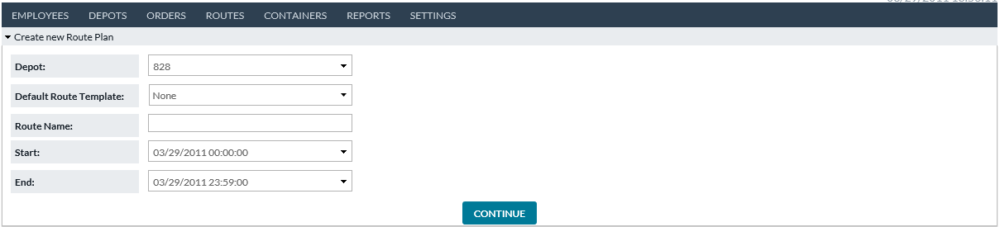 EMPLOYEES DEPOTS ORDERS ROUTES CONTAINERS REPORTS SETTINGS
Create new Route Plan
Depot: 828
Default Route Template: None
Route Name:
Start: 03/29/2011 00:00:00
End: 03/29/2011 23:59:00
CONTINUE